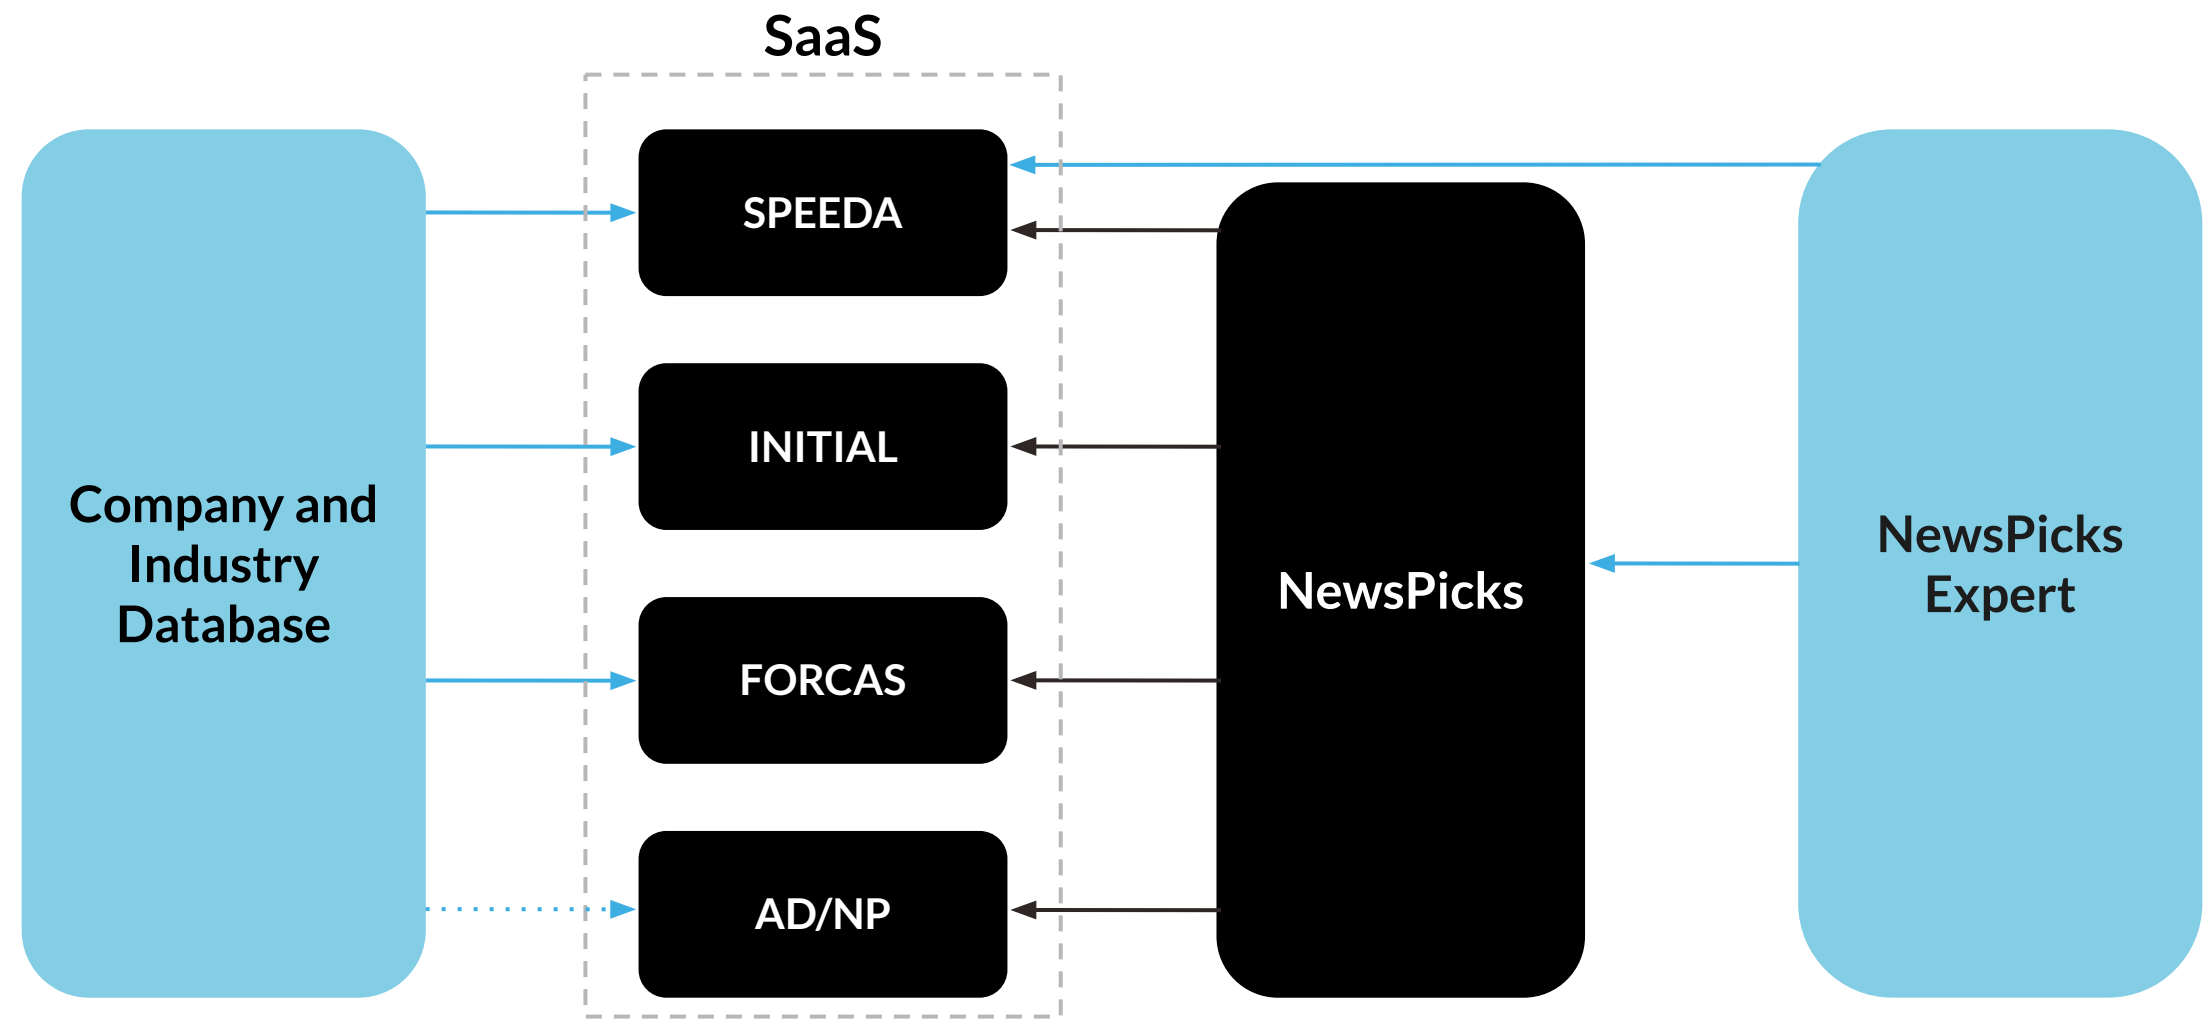 SaaS
Company and
Industry
Database
SPEEDA
INITIAL
FORCAS
AD/NP
NewsPicks
NewsPicks
Expert